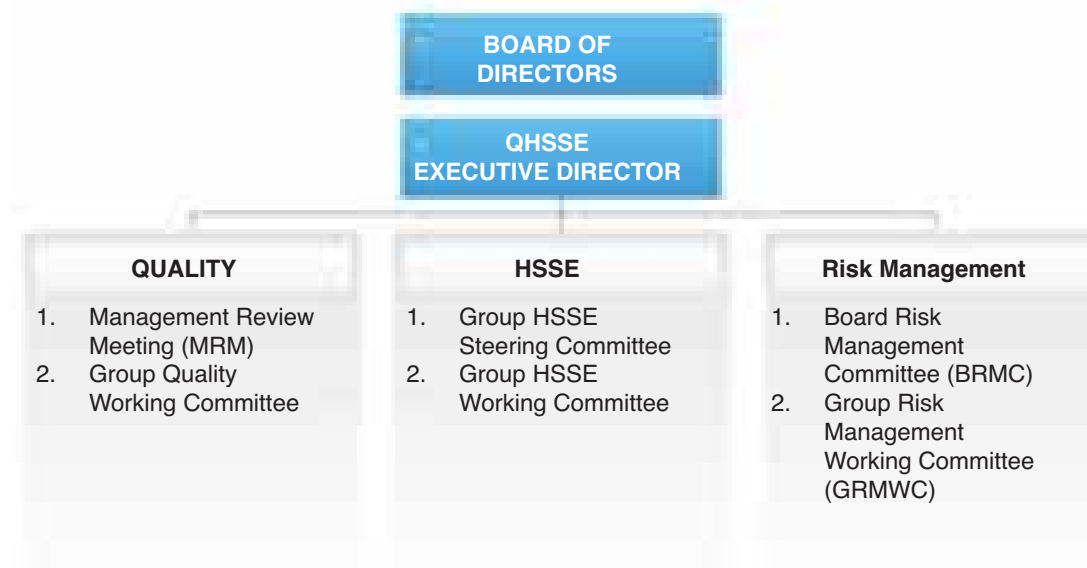 BOARD OF
DIRECTORS
QHSSE
EXECUTIVE DIRECTOR
QUALITY
1. Management Review
Meeting (MRM)
2. Group Quality
Working Committee
HSSE
1. Group HSSE
Steering Committee
2. Group HSSE
Working Committee
Risk Management
1. Board Risk
Management
Committee (BRMC)
2. Group Risk
Management
Working Committee
(GRMWC)